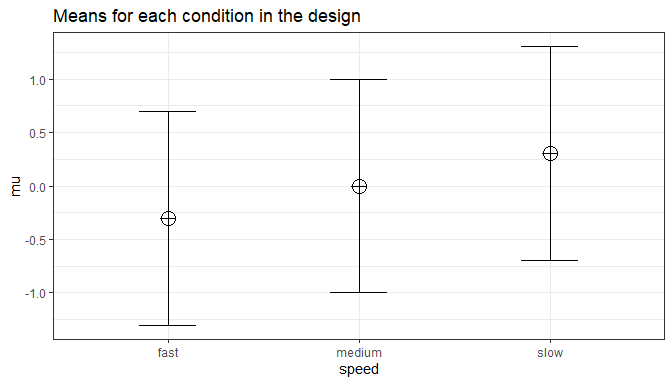 Means for each condition in the design
1.0
0.5
0.0
-0.5
-1.0
mu
fast medium slow
speed